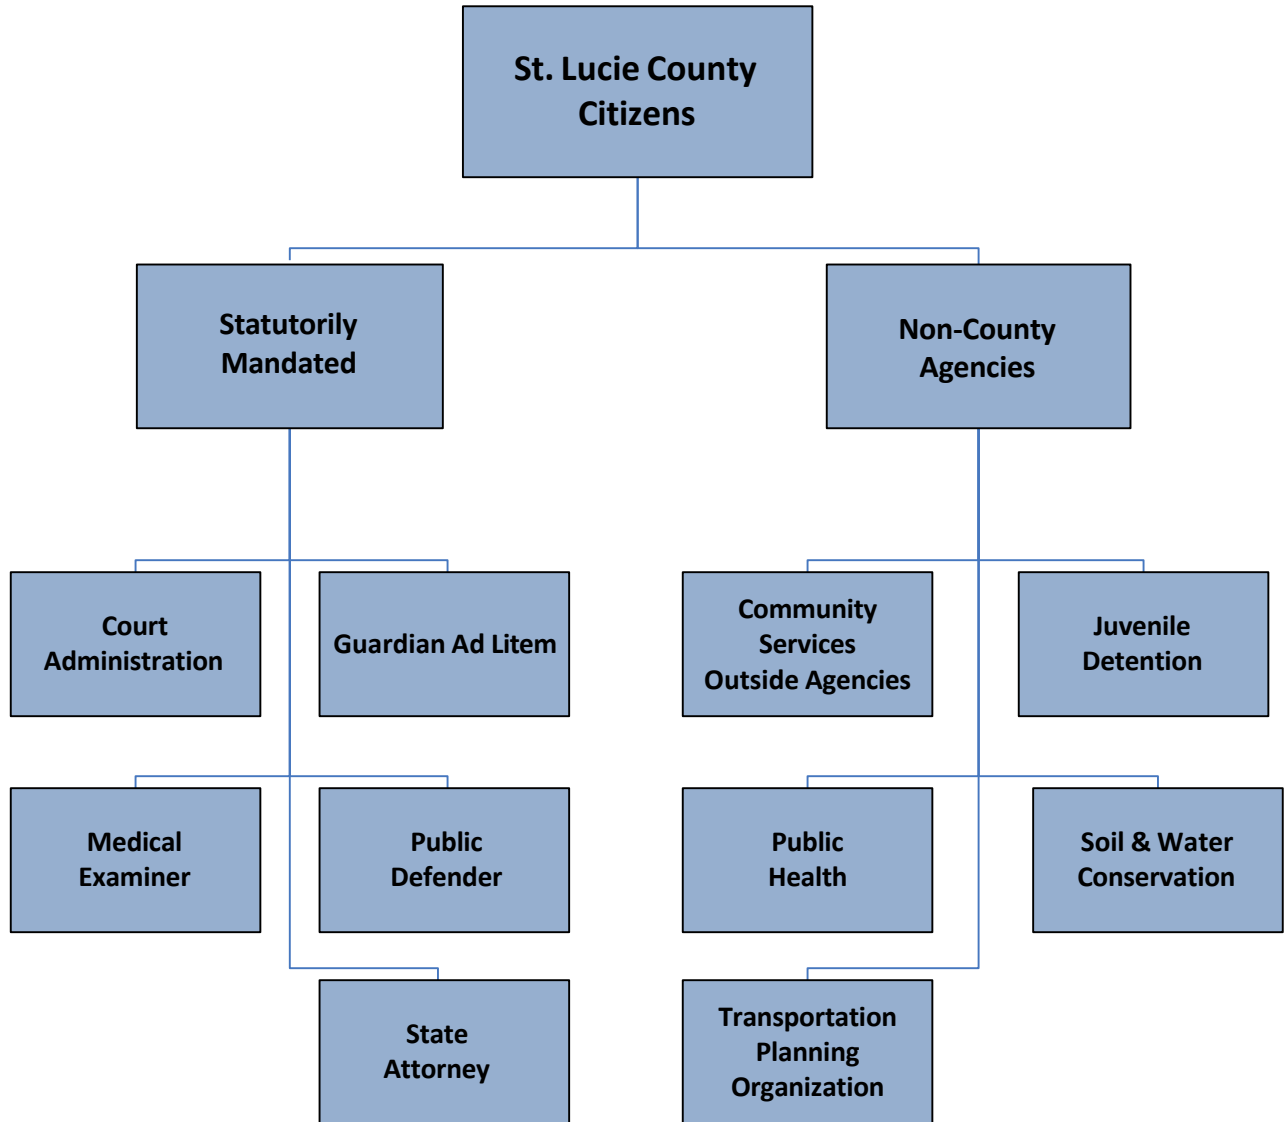 St. Lucie County
Citizens
Statutorily
Mandated
Non-County
Agencies
Court
Administration
Guardian Ad Litem
Community
Services
Outside Agencies
Juvenile
Detention
Medical
Examiner
Public
Defender
Public
Health
Soil & Water
Conservation
State
Attorney
Transportation
Planning
Organization